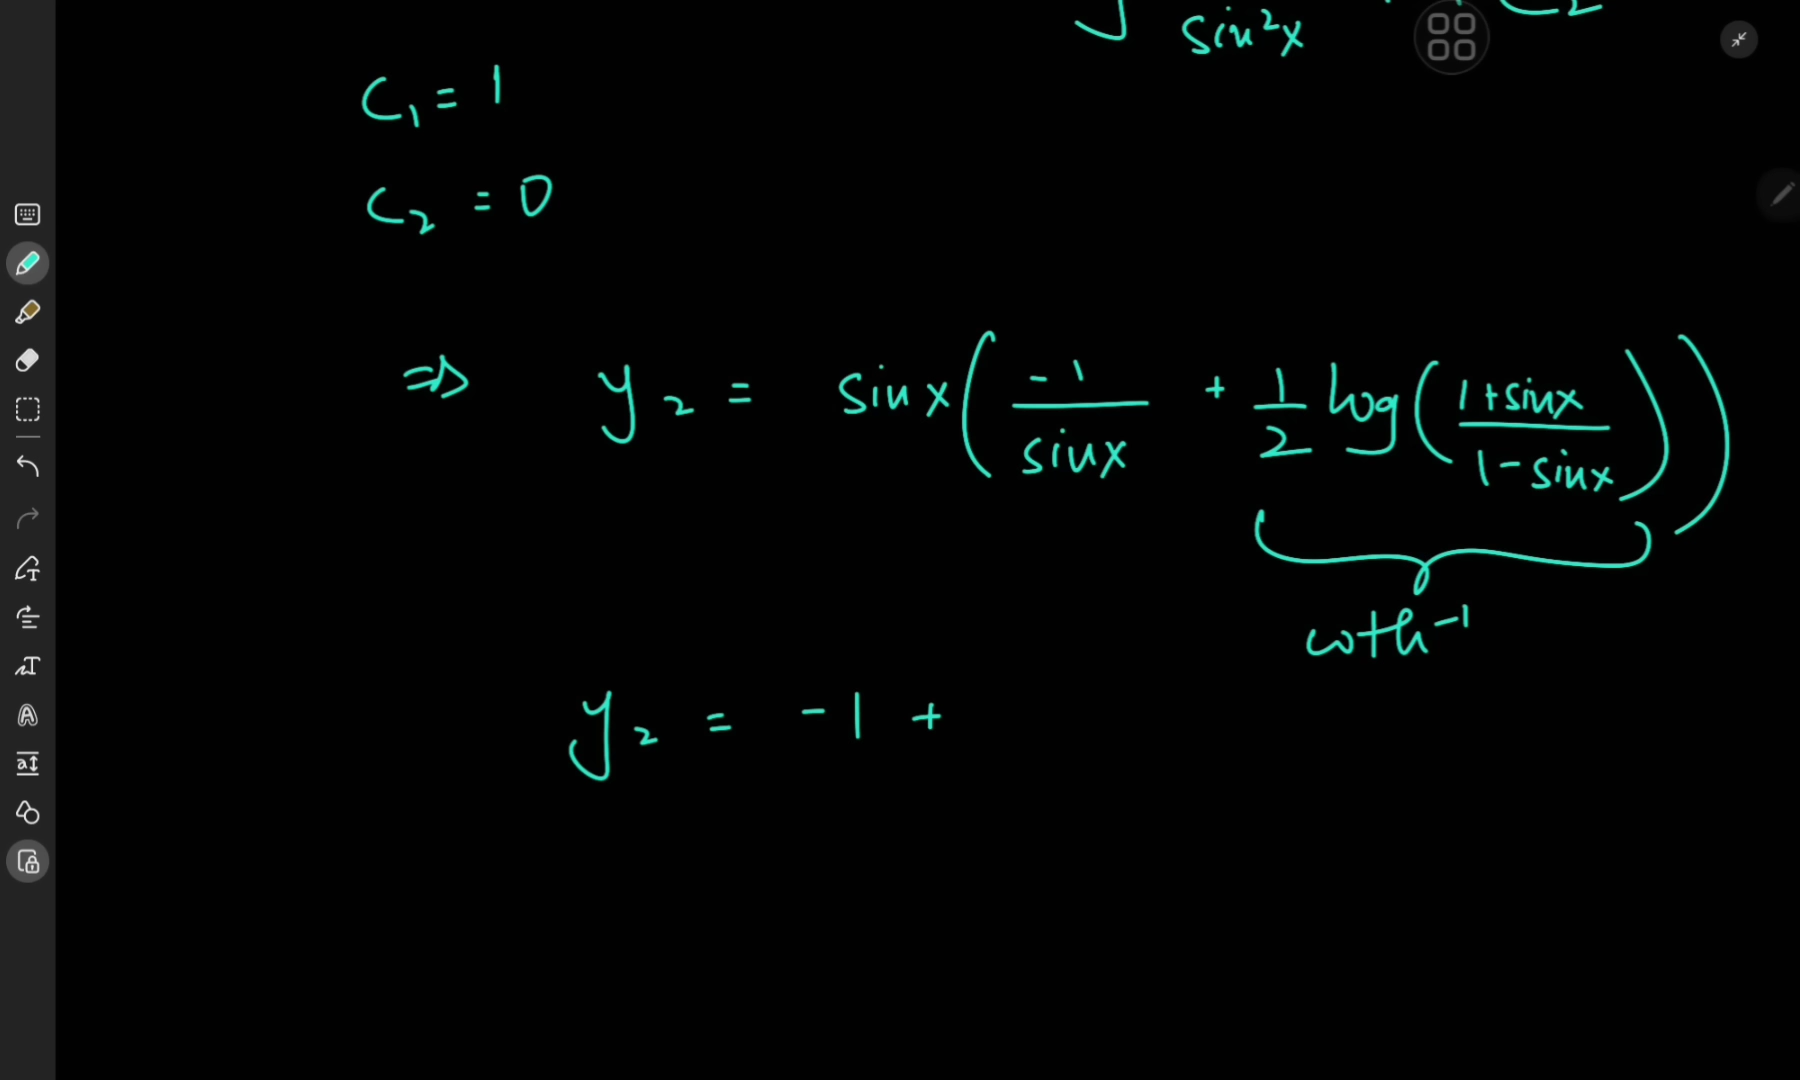 ∫ sin²x C₂
C₁ = 1
C₂ = 0
⇒ y₂ = sin x ( -1/sin x + 1/2 log( (1+sin x)/(1-sin x) ) )
coth⁻¹
y₂ = -1 +